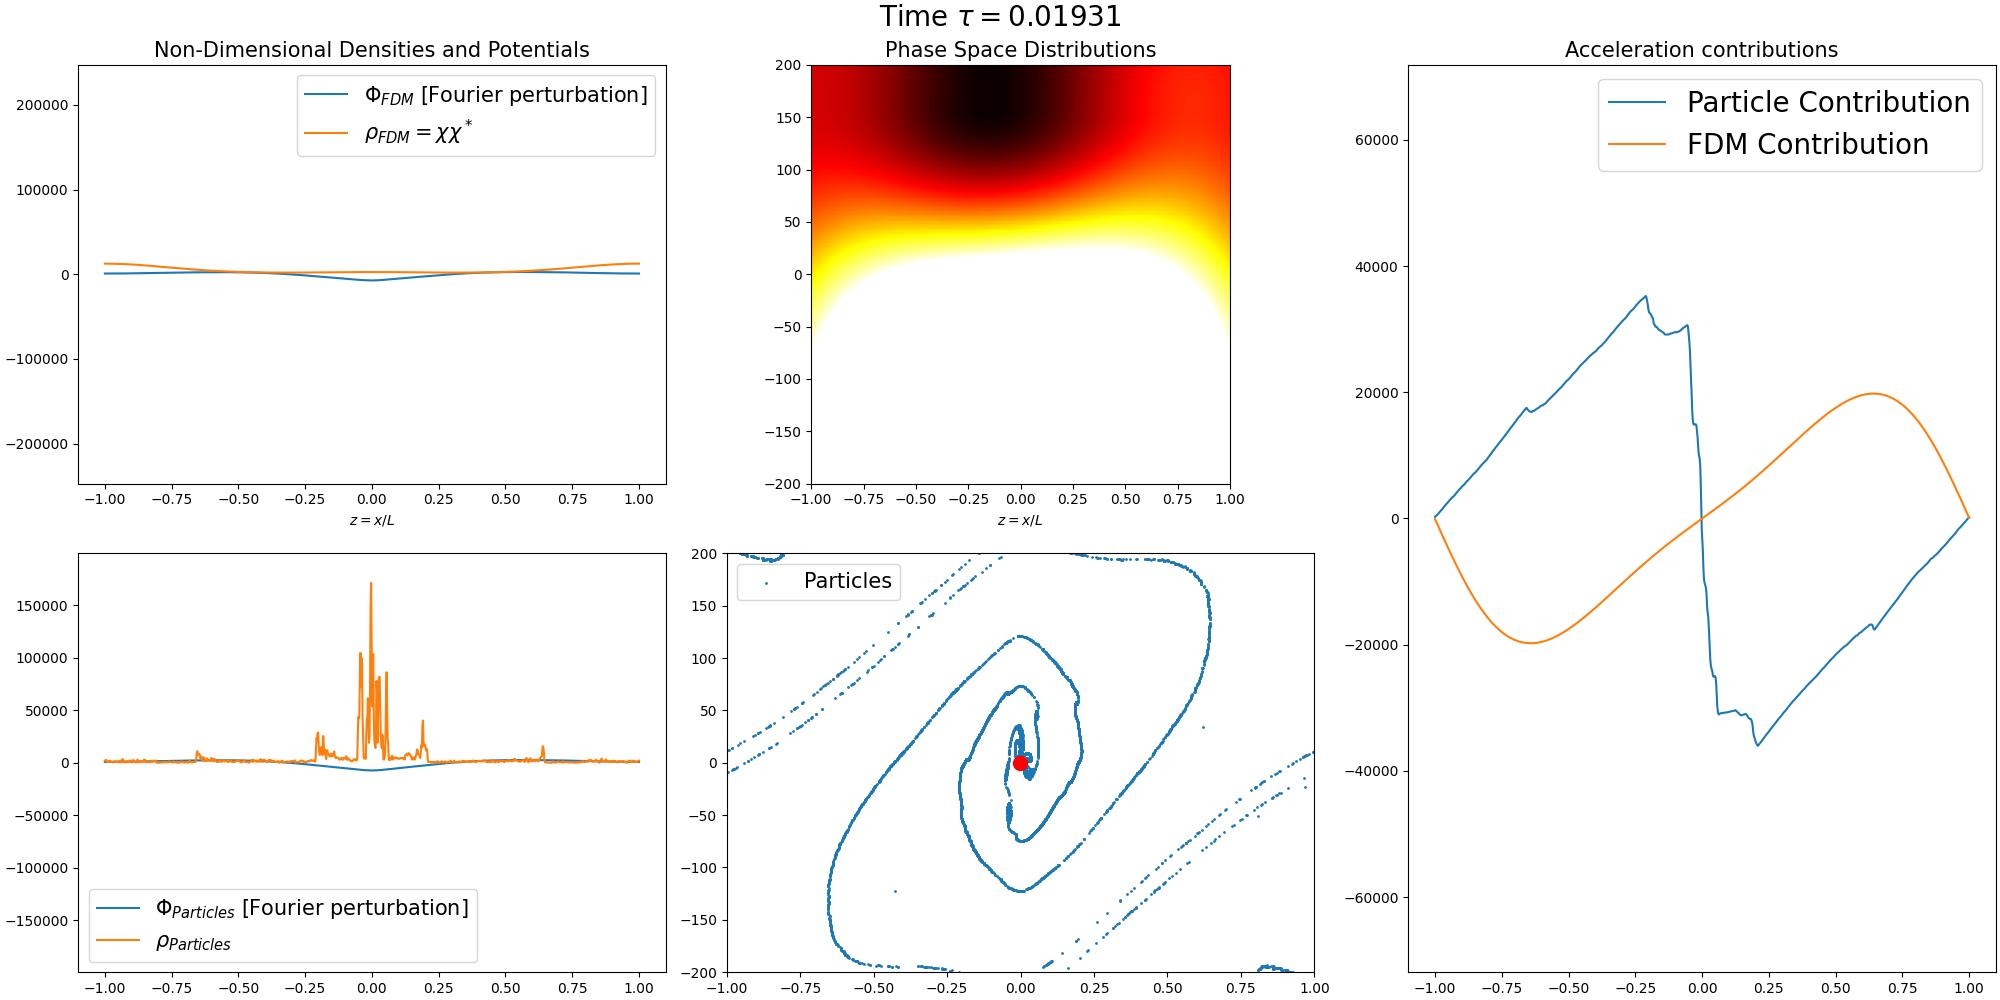 Time τ = 0.01931
Non-Dimensional Densities and Potentials
Φ_FDM [Fourier perturbation]
ρ_FDM = χχ*
200000
100000
0
−100000
−200000
−1.00 −0.75 −0.50 −0.25 0.00 0.25 0.50 0.75 1.00
z = x/L
Phase Space Distributions
200
150
100
50
0
−50
−100
−150
−200
−1.00 −0.75 −0.50 −0.25 0.00 0.25 0.50 0.75 1.00
z = x/L
Acceleration contributions
Particle Contribution
FDM Contribution
60000
40000
20000
0
−20000
−40000
−60000
−1.00 −0.75 −0.50 −0.25 0.00 0.25 0.50 0.75 1.00
150000
100000
50000
0
−50000
−100000
−150000
Φ_Particles [Fourier perturbation]
ρ_Particles
−1.00 −0.75 −0.50 −0.25 0.00 0.25 0.50 0.75 1.00
Particles
200
150
100
50
0
−50
−100
−150
−200
−1.00 −0.75 −0.50 −0.25 0.00 0.25 0.50 0.75 1.00